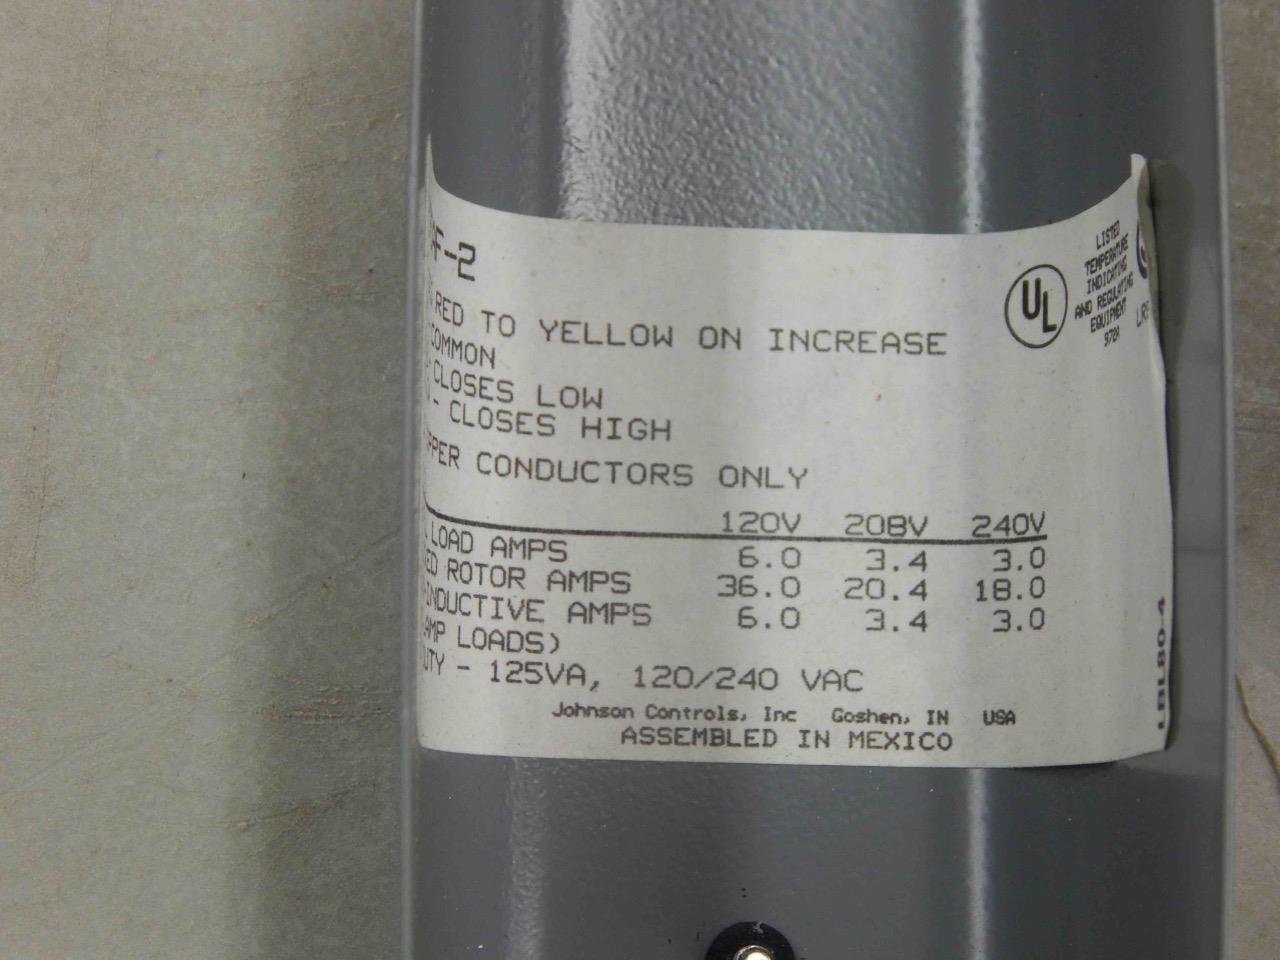 F-2
RED TO YELLOW ON INCREASE
COMMON
CLOSES LOW
- CLOSES HIGH
CONDUCTORS ONLY
120V 208V 240V
LOAD AMPS 6.0 3.4 3.0
ROTOR AMPS 36.0 20.4 18.0
-INDUCTIVE AMPS 6.0 3.4 3.0
AMP LOADS)
- 125VA, 120/240 VAC
Johnson Controls, Inc Goshen, IN USA
ASSEMBLED IN MEXICO
UL
LISTED
TEMPERATURE
INDICATING
AND REGULATING
EQUIPMENT
LBL80-4